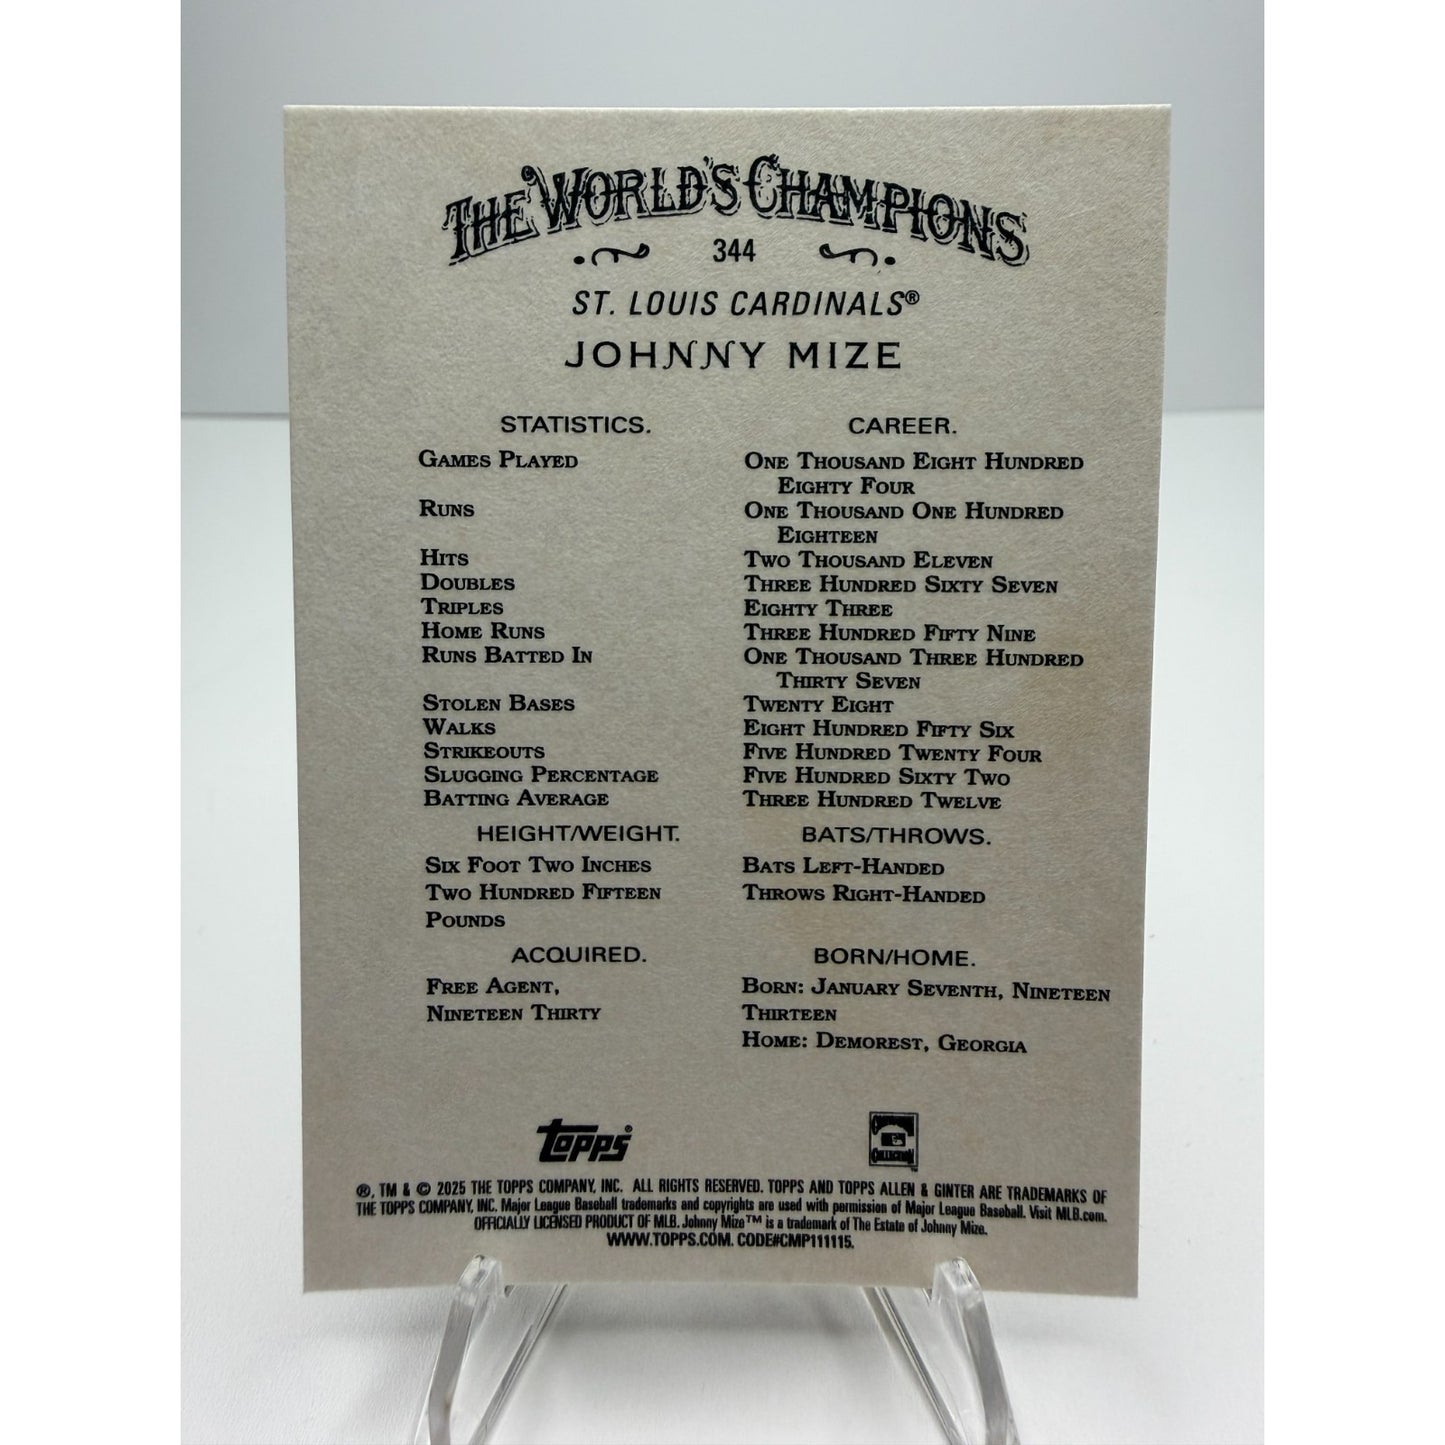 THE WORLD'S CHAMPIONS
344
ST. LOUIS CARDINALS®
JOHNNY MIZE
STATISTICS. CAREER.
GAMES PLAYED ONE THOUSAND EIGHT HUNDRED
EIGHTY FOUR
RUNS ONE THOUSAND ONE HUNDRED
EIGHTEEN
HITS TWO THOUSAND ELEVEN
DOUBLES THREE HUNDRED SIXTY SEVEN
TRIPLES EIGHTY THREE
HOME RUNS THREE HUNDRED FIFTY NINE
RUNS BATTED IN ONE THOUSAND THREE HUNDRED
THIRTY SEVEN
STOLEN BASES TWENTY EIGHT
WALKS EIGHT HUNDRED FIFTY SIX
STRIKEOUTS FIVE HUNDRED TWENTY FOUR
SLUGGING PERCENTAGE FIVE HUNDRED SIXTY TWO
BATTING AVERAGE THREE HUNDRED TWELVE
HEIGHT/WEIGHT. BATS/THROWS.
SIX FOOT TWO INCHES BATS LEFT-HANDED
TWO HUNDRED FIFTEEN THROWS RIGHT-HANDED
POUNDS
ACQUIRED. BORN/HOME.
FREE AGENT, BORN: JANUARY SEVENTH, NINETEEN
NINETEEN THIRTY THIRTEEN
HOME: DEMOREST, GEORGIA
topps®
COOPERSTOWN
COLLECTION™
®, TM & © 2025 THE TOPPS COMPANY, INC. ALL RIGHTS RESERVED. TOPPS AND TOPPS ALLEN & GINTER ARE TRADEMARKS OF
THE TOPPS COMPANY, INC. Major League Baseball trademarks and copyrights are used with permission of Major League Baseball. Visit MLB.com.
OFFICIALLY LICENSED PRODUCT OF MLB. Johnny Mize™ is a trademark of The Estate of Johnny Mize.
WWW.TOPPS.COM. CODE#CMP111115.